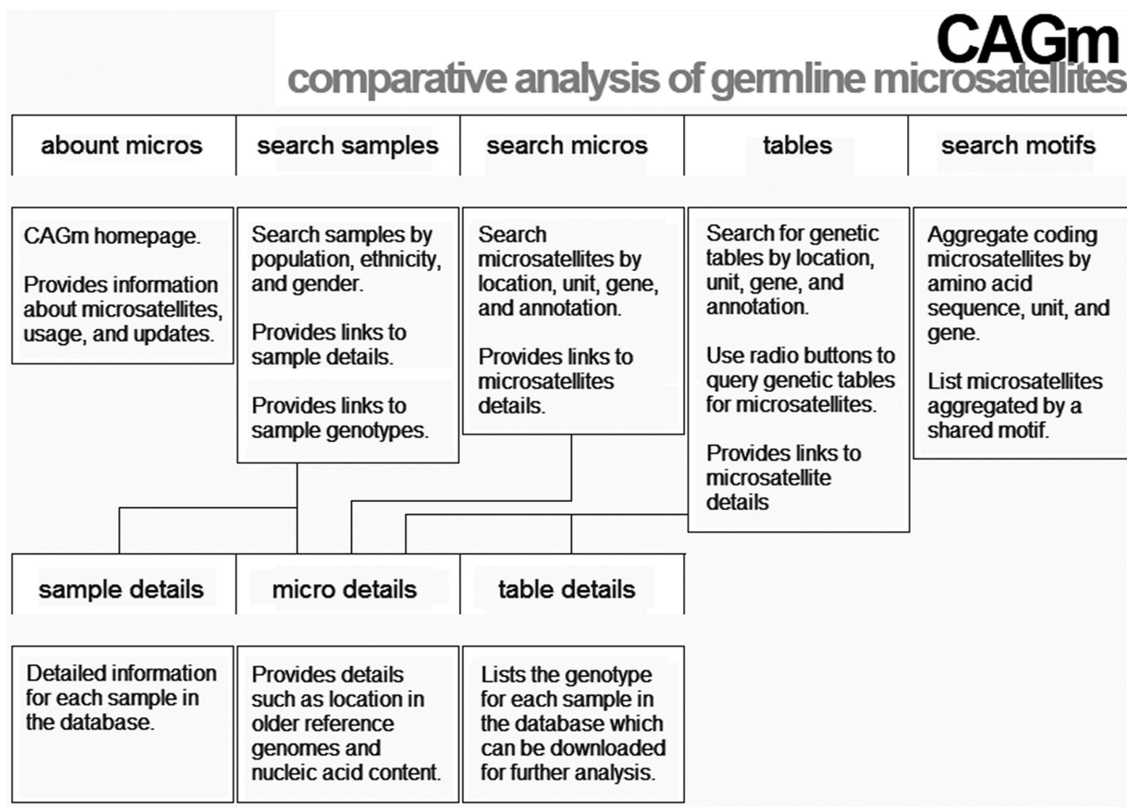 CAGm
comparative analysis of germline microsatellites
abount micros
search samples
search micros
tables
search motifs
CAGm homepage.
Provides information
about microsatellites,
usage, and updates.
Search samples by
population, ethnicity,
and gender.
Provides links to
sample details.
Provides links to
sample genotypes.
Search
microsatellites by
location, unit, gene,
and annotation.
Provides links to
microsatellites
details.
Search for genetic
tables by location,
unit, gene, and
annotation.
Use radio buttons to
query genetic tables
for microsatellites.
Provides links to
microsatellite
details
Aggregate coding
microsatellites by
amino acid
sequence, unit, and
gene.
List microsatellites
aggregated by a
shared motif.
sample details
micro details
table details
Detailed information
for each sample in
the database.
Provides details
such as location in
older reference
genomes and
nucleic acid content.
Lists the genotype
for each sample in
the database which
can be downloaded
for further analysis.